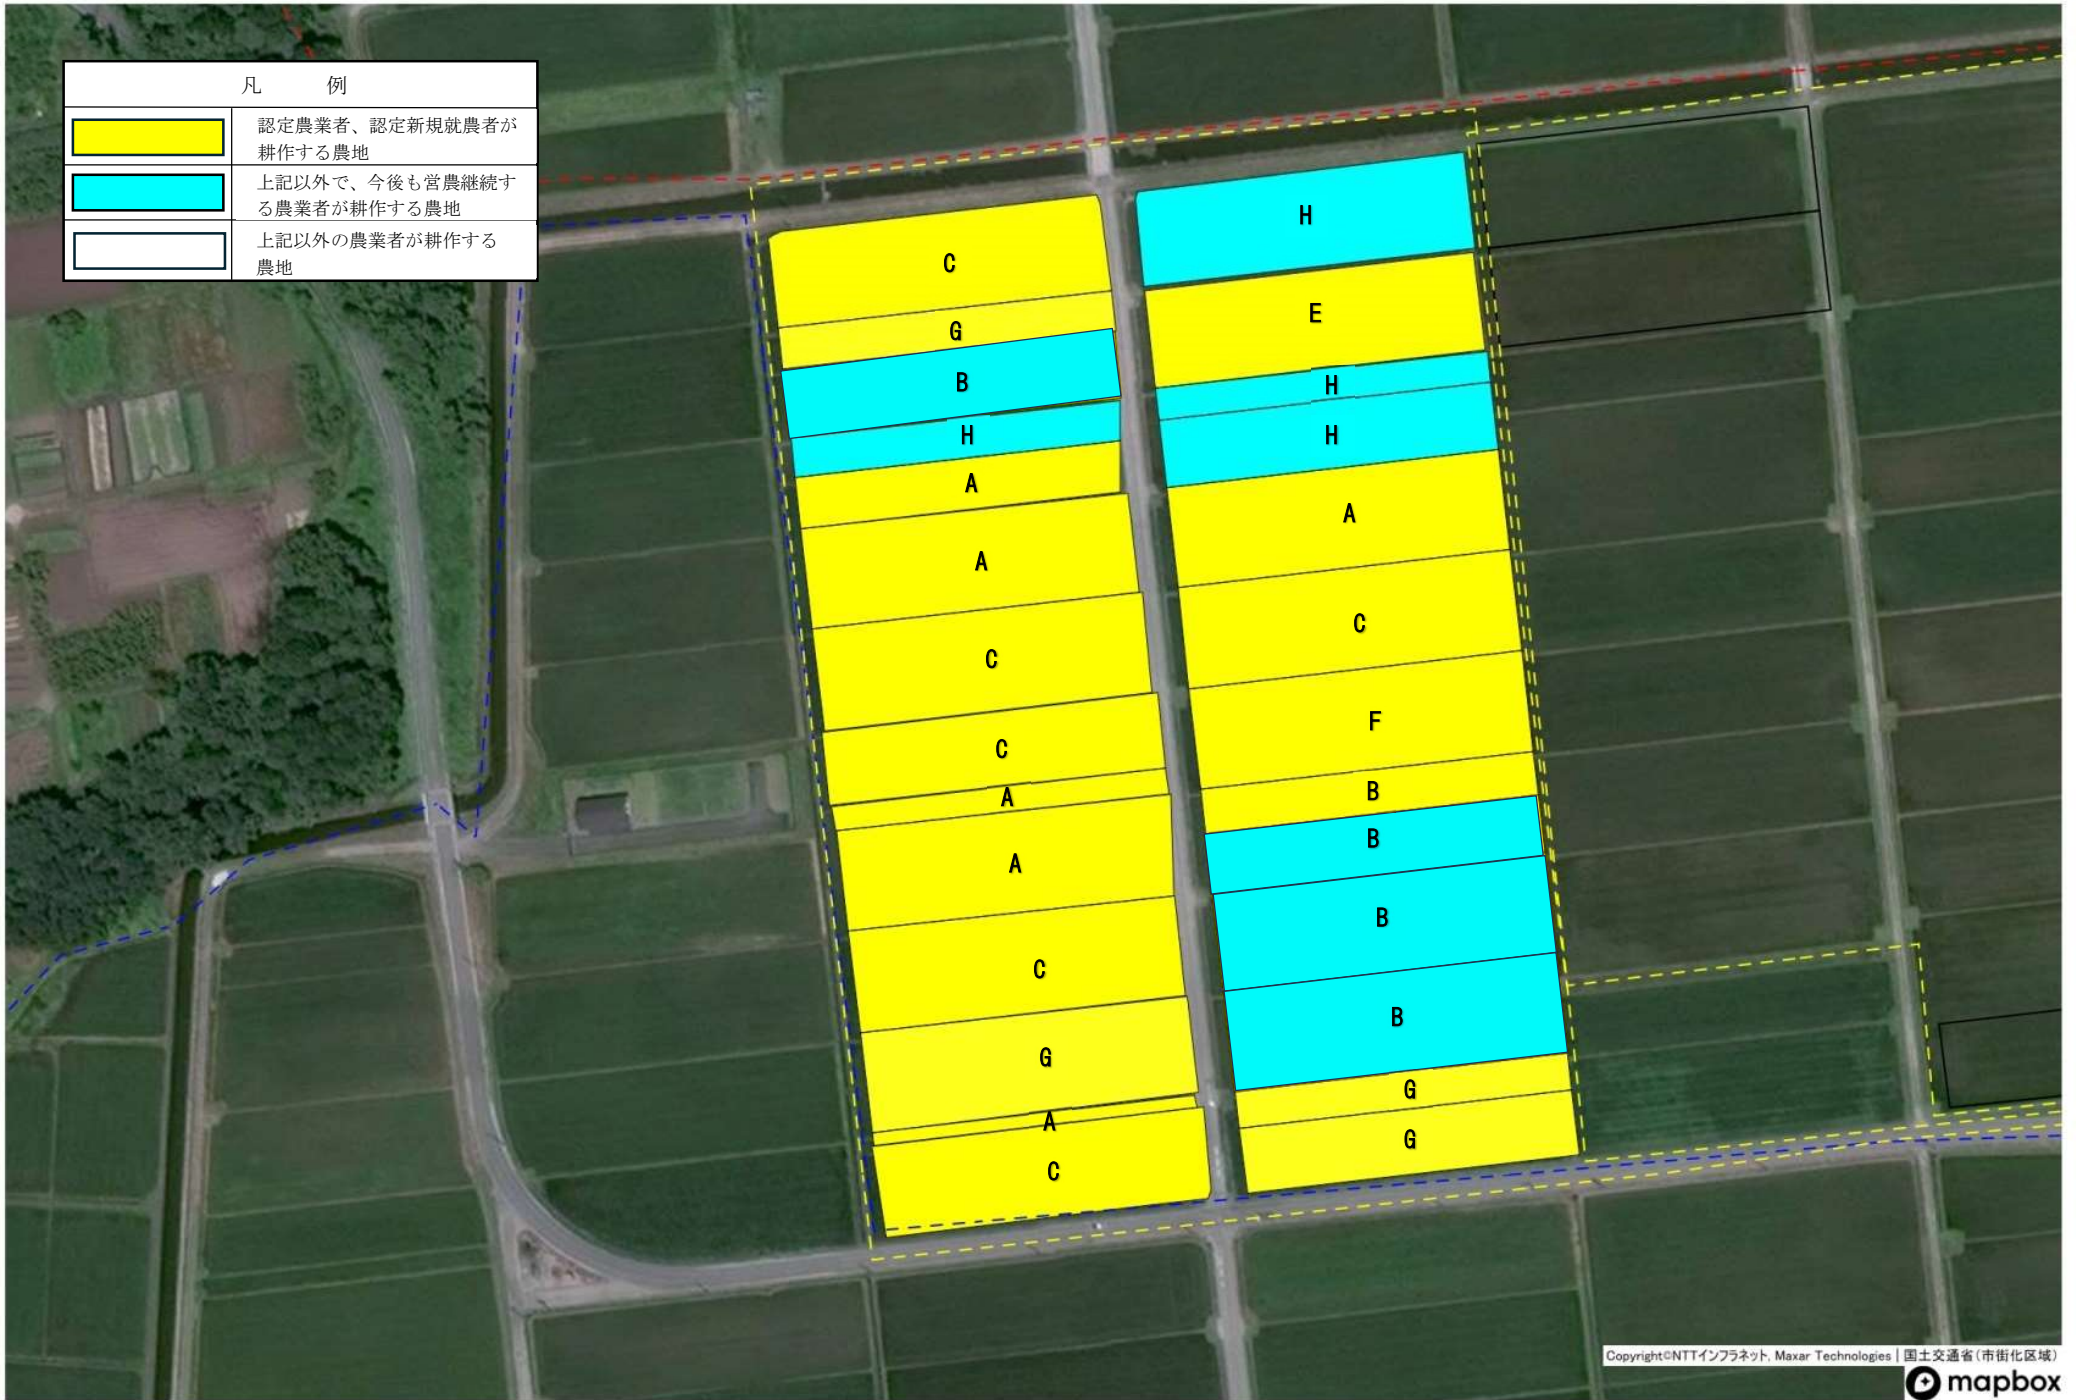 凡　　例
認定農業者、認定新規就農者が
耕作する農地
上記以外で、今後も営農継続す
る農業者が耕作する農地
上記以外の農業者が耕作する
農地
C
G
B
H
A
A
C
C
A
A
C
G
A
C
H
E
H
H
A
C
F
B
B
B
B
G
G
Copyright©NTTインフラネット, Maxar Technologies | 国土交通省(市街化区域)
mapbox